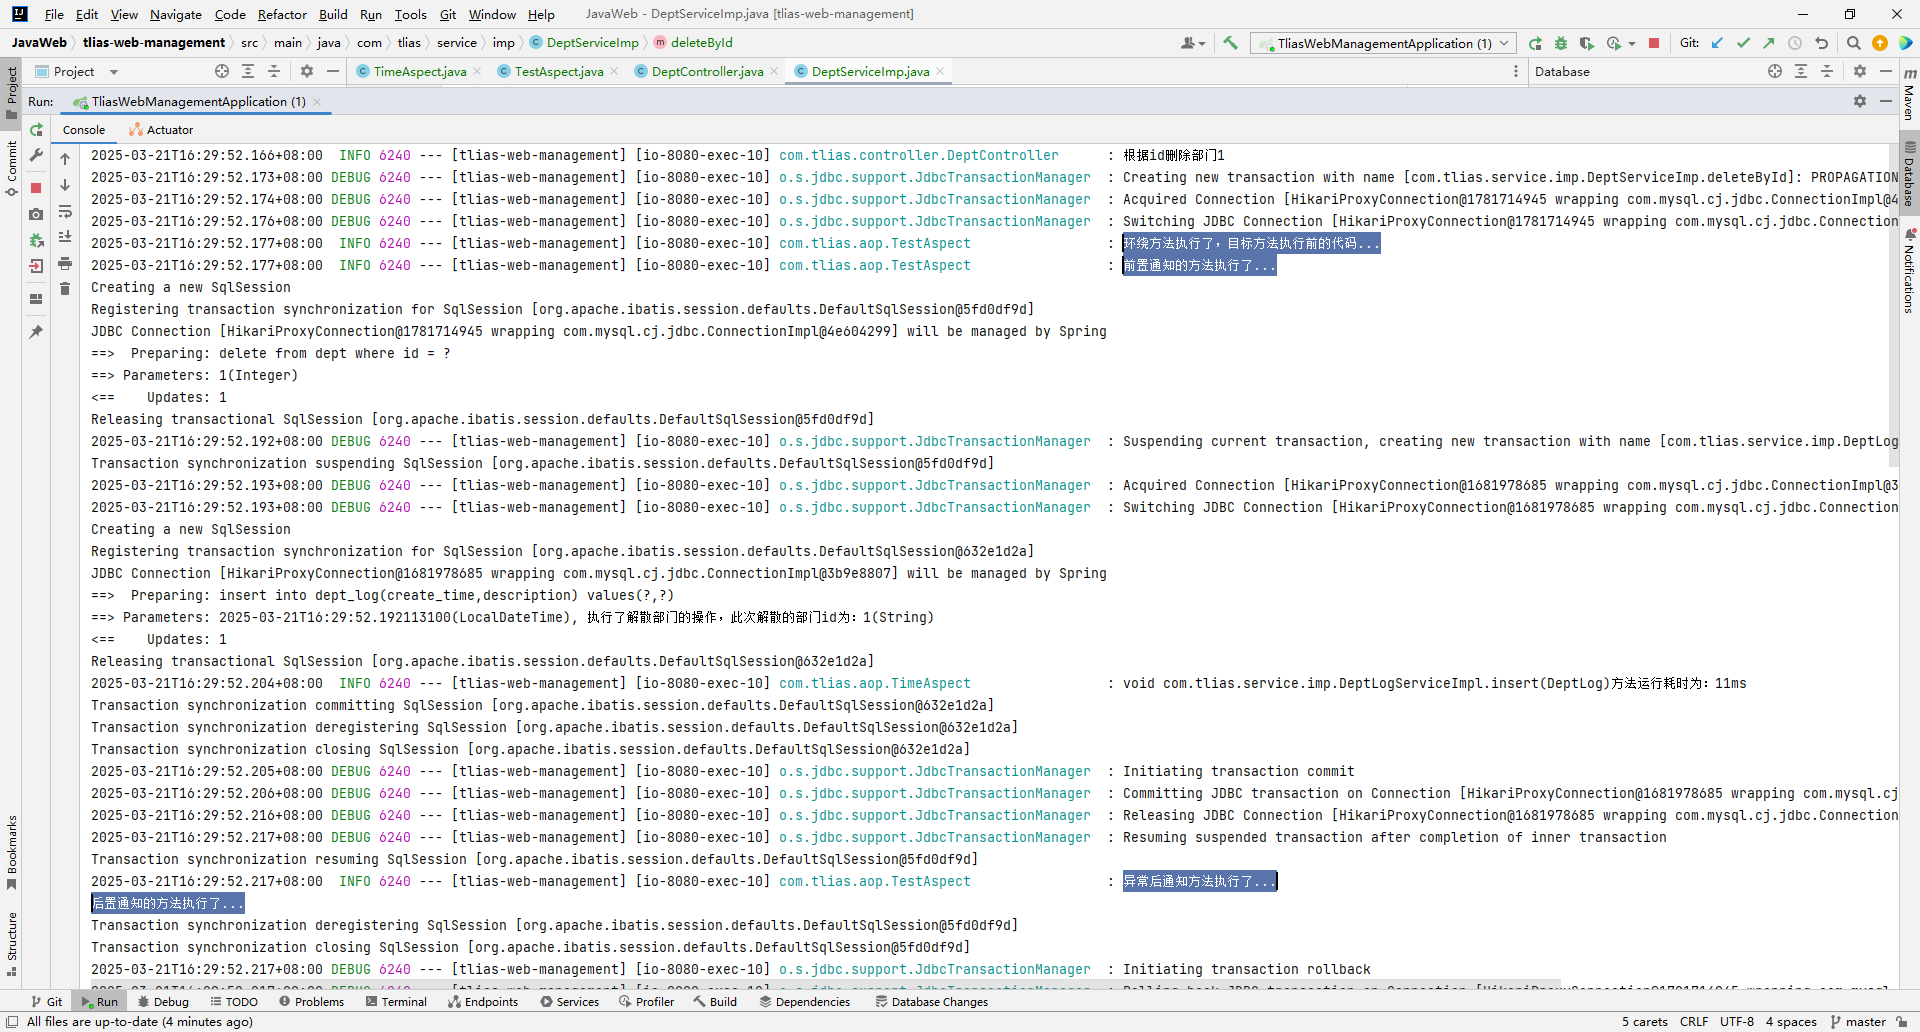 File Edit View Navigate Code Refactor Build Run Tools Git Window Help JavaWeb - DeptServiceImp.java [tlias-web-management]
JavaWeb tlias-web-management src main java com tlias service imp DeptServiceImp deleteById TliasWebManagementApplication (1) Git:
Project TimeAspect.java TestAspect.java DeptController.java DeptServiceImp.java Database
Run: TliasWebManagementApplication (1)
Console Actuator
2025-03-21T16:29:52.166+08:00  INFO 6240 --- [tlias-web-management] [io-8080-exec-10] com.tlias.controller.DeptController      : 根据id删除部门1
2025-03-21T16:29:52.173+08:00 DEBUG 6240 --- [tlias-web-management] [io-8080-exec-10] o.s.jdbc.support.JdbcTransactionManager  : Creating new transaction with name [com.tlias.service.imp.DeptServiceImp.deleteById]: PROPAGATION
2025-03-21T16:29:52.174+08:00 DEBUG 6240 --- [tlias-web-management] [io-8080-exec-10] o.s.jdbc.support.JdbcTransactionManager  : Acquired Connection [HikariProxyConnection@1781714945 wrapping com.mysql.cj.jdbc.ConnectionImpl@4
2025-03-21T16:29:52.176+08:00 DEBUG 6240 --- [tlias-web-management] [io-8080-exec-10] o.s.jdbc.support.JdbcTransactionManager  : Switching JDBC Connection [HikariProxyConnection@1781714945 wrapping com.mysql.cj.jdbc.Connection
2025-03-21T16:29:52.177+08:00  INFO 6240 --- [tlias-web-management] [io-8080-exec-10] com.tlias.aop.TestAspect                 : 环绕方法执行了，目标方法执行前的代码...
2025-03-21T16:29:52.177+08:00  INFO 6240 --- [tlias-web-management] [io-8080-exec-10] com.tlias.aop.TestAspect                 : 前置通知的方法执行了...
Creating a new SqlSession
Registering transaction synchronization for SqlSession [org.apache.ibatis.session.defaults.DefaultSqlSession@5fd0df9d]
JDBC Connection [HikariProxyConnection@1781714945 wrapping com.mysql.cj.jdbc.ConnectionImpl@4e604299] will be managed by Spring
==>  Preparing: delete from dept where id = ?
==> Parameters: 1(Integer)
<==    Updates: 1
Releasing transactional SqlSession [org.apache.ibatis.session.defaults.DefaultSqlSession@5fd0df9d]
2025-03-21T16:29:52.192+08:00 DEBUG 6240 --- [tlias-web-management] [io-8080-exec-10] o.s.jdbc.support.JdbcTransactionManager  : Suspending current transaction, creating new transaction with name [com.tlias.service.imp.DeptLog
Transaction synchronization suspending SqlSession [org.apache.ibatis.session.defaults.DefaultSqlSession@5fd0df9d]
2025-03-21T16:29:52.193+08:00 DEBUG 6240 --- [tlias-web-management] [io-8080-exec-10] o.s.jdbc.support.JdbcTransactionManager  : Acquired Connection [HikariProxyConnection@1681978685 wrapping com.mysql.cj.jdbc.ConnectionImpl@3
2025-03-21T16:29:52.193+08:00 DEBUG 6240 --- [tlias-web-management] [io-8080-exec-10] o.s.jdbc.support.JdbcTransactionManager  : Switching JDBC Connection [HikariProxyConnection@1681978685 wrapping com.mysql.cj.jdbc.Connection
Creating a new SqlSession
Registering transaction synchronization for SqlSession [org.apache.ibatis.session.defaults.DefaultSqlSession@632e1d2a]
JDBC Connection [HikariProxyConnection@1681978685 wrapping com.mysql.cj.jdbc.ConnectionImpl@3b9e8807] will be managed by Spring
==>  Preparing: insert into dept_log(create_time,description) values(?,?)
==> Parameters: 2025-03-21T16:29:52.192113100(LocalDateTime), 执行了解散部门的操作，此次解散的部门id为：1(String)
<==    Updates: 1
Releasing transactional SqlSession [org.apache.ibatis.session.defaults.DefaultSqlSession@632e1d2a]
2025-03-21T16:29:52.204+08:00  INFO 6240 --- [tlias-web-management] [io-8080-exec-10] com.tlias.aop.TimeAspect                 : void com.tlias.service.imp.DeptLogServiceImpl.insert(DeptLog)方法运行耗时为：11ms
Transaction synchronization committing SqlSession [org.apache.ibatis.session.defaults.DefaultSqlSession@632e1d2a]
Transaction synchronization deregistering SqlSession [org.apache.ibatis.session.defaults.DefaultSqlSession@632e1d2a]
Transaction synchronization closing SqlSession [org.apache.ibatis.session.defaults.DefaultSqlSession@632e1d2a]
2025-03-21T16:29:52.205+08:00 DEBUG 6240 --- [tlias-web-management] [io-8080-exec-10] o.s.jdbc.support.JdbcTransactionManager  : Initiating transaction commit
2025-03-21T16:29:52.206+08:00 DEBUG 6240 --- [tlias-web-management] [io-8080-exec-10] o.s.jdbc.support.JdbcTransactionManager  : Committing JDBC transaction on Connection [HikariProxyConnection@1681978685 wrapping com.mysql.cj
2025-03-21T16:29:52.216+08:00 DEBUG 6240 --- [tlias-web-management] [io-8080-exec-10] o.s.jdbc.support.JdbcTransactionManager  : Releasing JDBC Connection [HikariProxyConnection@1681978685 wrapping com.mysql.cj.jdbc.Connection
2025-03-21T16:29:52.217+08:00 DEBUG 6240 --- [tlias-web-management] [io-8080-exec-10] o.s.jdbc.support.JdbcTransactionManager  : Resuming suspended transaction after completion of inner transaction
Transaction synchronization resuming SqlSession [org.apache.ibatis.session.defaults.DefaultSqlSession@5fd0df9d]
2025-03-21T16:29:52.217+08:00  INFO 6240 --- [tlias-web-management] [io-8080-exec-10] com.tlias.aop.TestAspect                 : 异常后通知方法执行了...
后置通知的方法执行了...
Transaction synchronization deregistering SqlSession [org.apache.ibatis.session.defaults.DefaultSqlSession@5fd0df9d]
Transaction synchronization closing SqlSession [org.apache.ibatis.session.defaults.DefaultSqlSession@5fd0df9d]
2025-03-21T16:29:52.217+08:00 DEBUG 6240 --- [tlias-web-management] [io-8080-exec-10] o.s.jdbc.support.JdbcTransactionManager  : Initiating transaction rollback
Git Run Debug TODO Problems Terminal Endpoints Services Profiler Build Dependencies Database Changes
All files are up-to-date (4 minutes ago) 5 carets CRLF UTF-8 4 spaces master
Project
Commit
Bookmarks
Structure
Maven
Database
Notifications